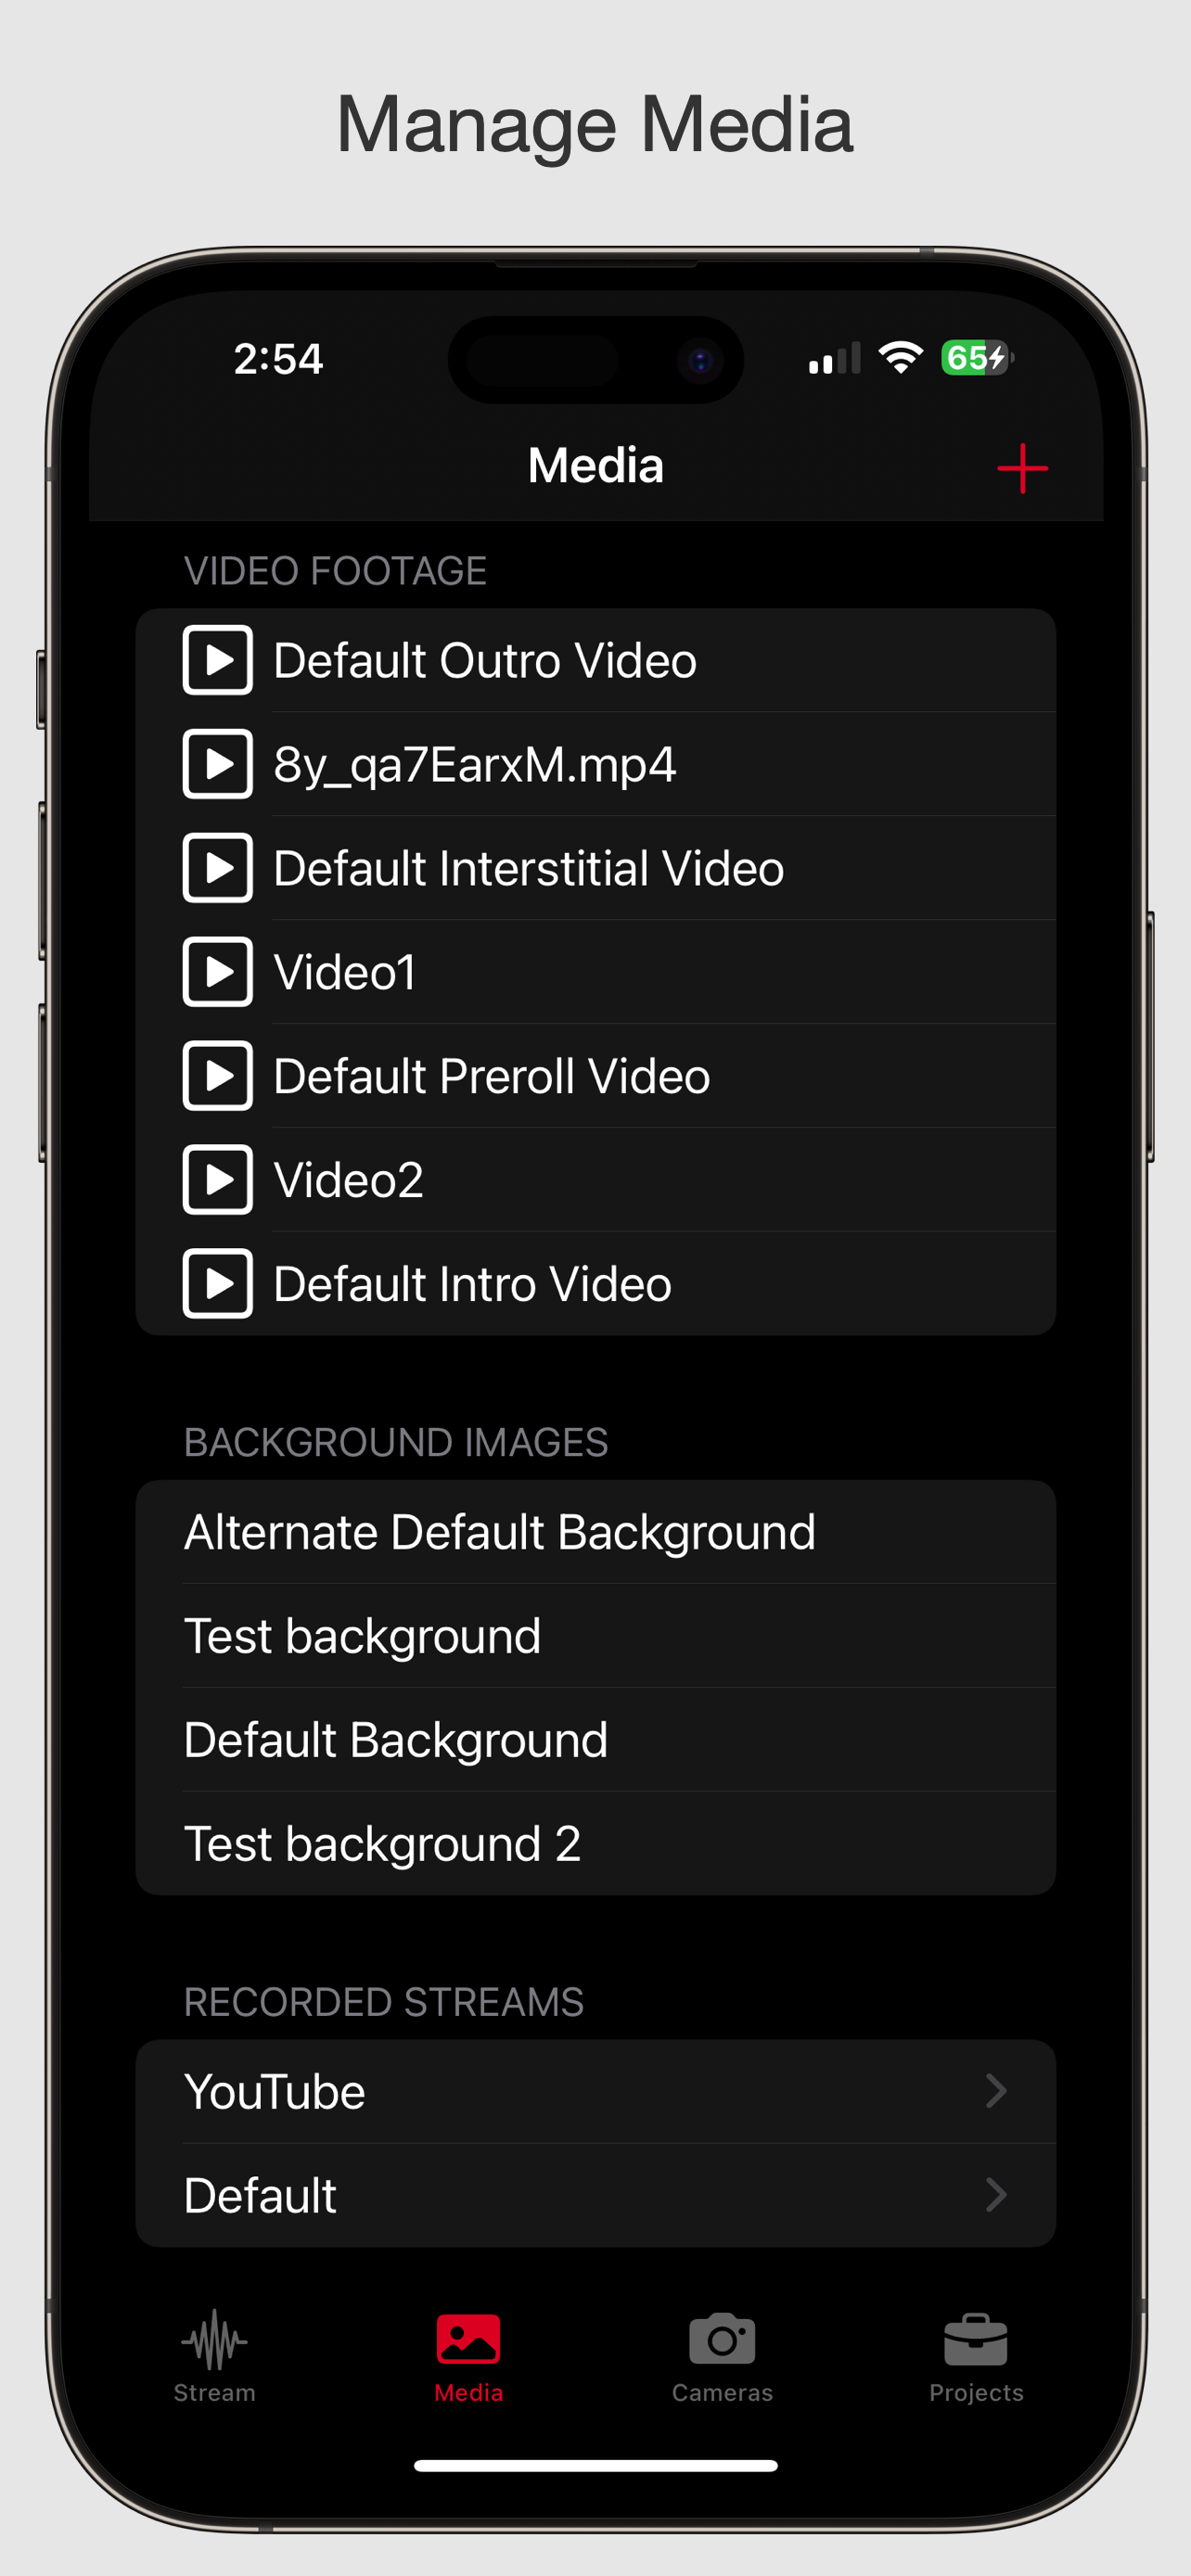 Manage Media
2:54
65
Media
VIDEO FOOTAGE
Default Outro Video
8y_qa7EarxM.mp4
Default Interstitial Video
Video1
Default Preroll Video
Video2
Default Intro Video
BACKGROUND IMAGES
Alternate Default Background
Test background
Default Background
Test background 2
RECORDED STREAMS
YouTube
Default
Stream
Media
Cameras
Projects